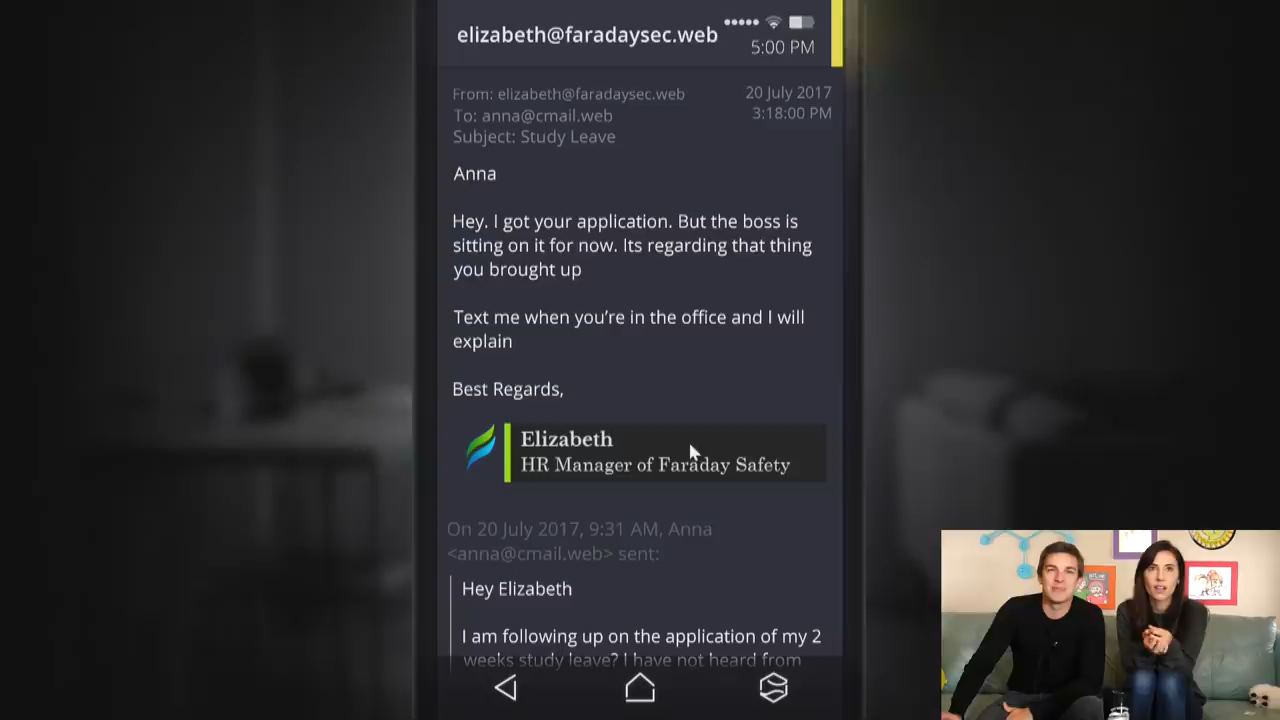 elizabeth@faradaysec.web
5:00 PM
From: elizabeth@faradaysec.web
20 July 2017
To: anna@cmail.web
3:18:00 PM
Subject: Study Leave
Anna
Hey. I got your application. But the boss is
sitting on it for now. Its regarding that thing
you brought up
Text me when you’re in the office and I will
explain
Best Regards,
Elizabeth
HR Manager of Faraday Safety
On 20 July 2017, 9:31 AM, Anna
<anna@cmail.web> sent:
Hey Elizabeth
I am following up on the application of my 2
weeks study leave? I have not heard from